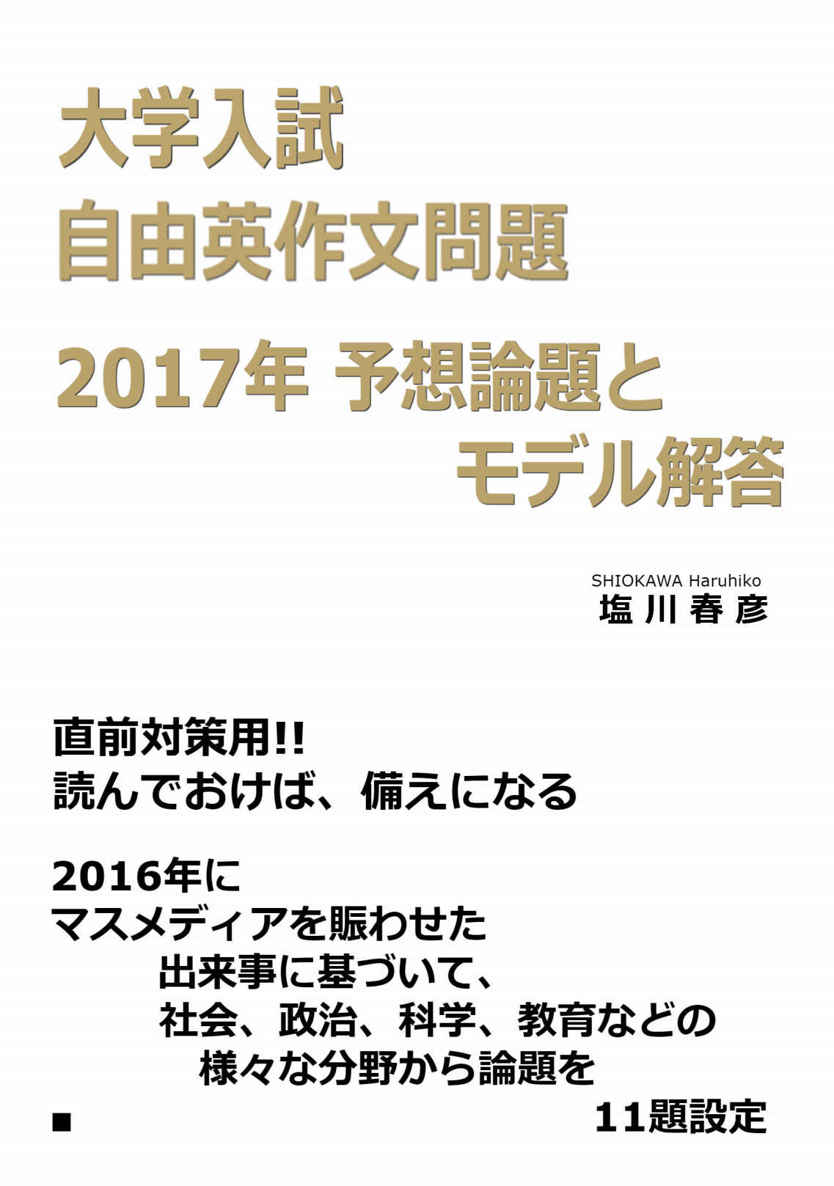 大学入試
自由英作文問題
2017年 予想論題と
モデル解答
SHIOKAWA Haruhiko
塩川春彦
直前対策用!!
読んでおけば、備えになる
2016年に
マスメディアを賑わせた
出来事に基づいて、
社会、政治、科学、教育などの
様々な分野から論題を
■ 11題設定